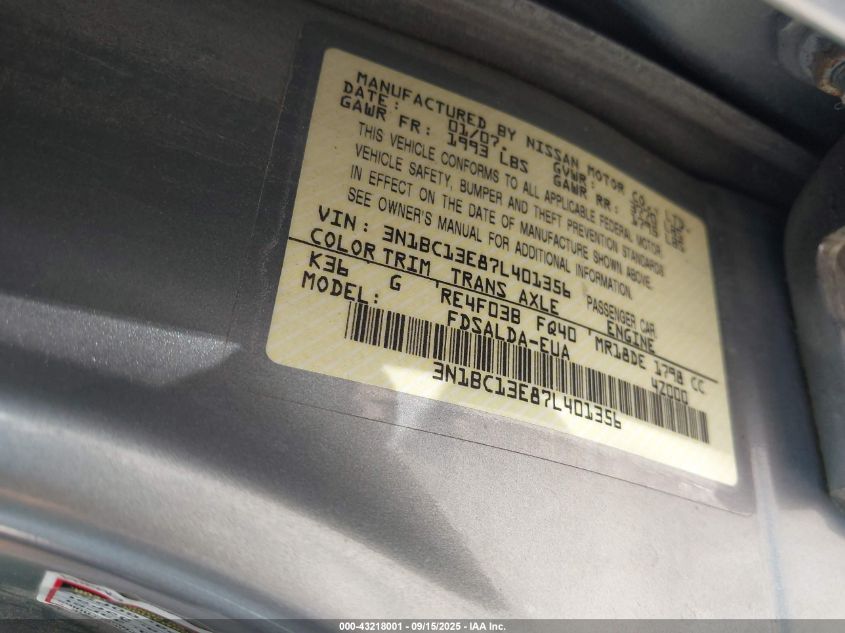 MANUFACTURED BY NISSAN MOTOR CO., LTD.
DATE: 01/07. GVWR:
GAWR FR: 1993 LBS GAWR RR:
THIS VEHICLE CONFORMS TO ALL APPLICABLE FEDERAL MOTOR
VEHICLE SAFETY, BUMPER AND THEFT PREVENTION STANDARDS
IN EFFECT ON THE DATE OF MANUFACTURE SHOWN ABOVE.
SEE OWNER'S MANUAL FOR ADDITIONAL INFORMATION.
VIN: 3N1BC13E87L401356 PASSENGER CAR
COLOR TRIM TRANS AXLE ENGINE
K36 G RE4F03B FQ40 MR18DE 1798 CC
MODEL: FDSALDA-EUA 42000
3N1BC13E87L401356
000-43218001 - 09/15/2025 - IAA Inc.